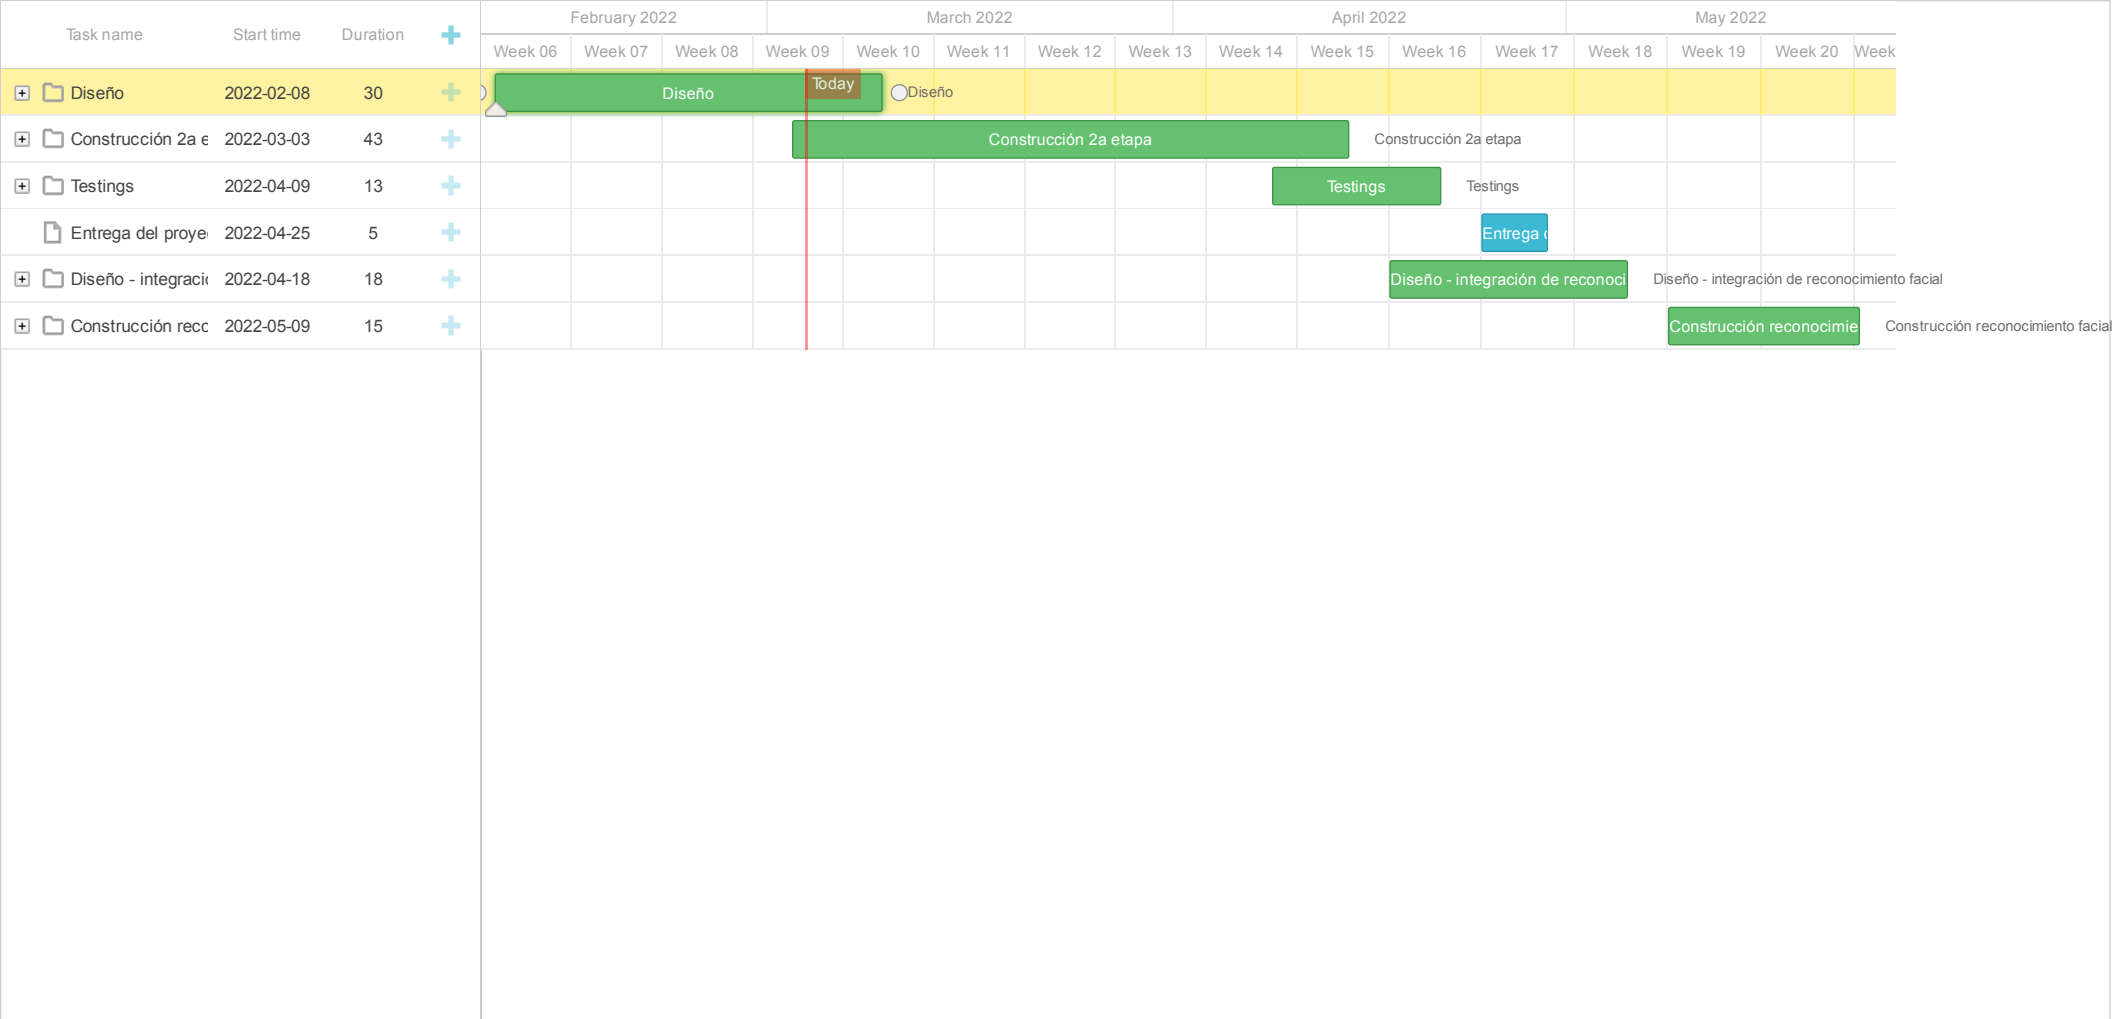 Task name Start time Duration
February 2022 March 2022 April 2022 May 2022
Week 06 Week 07 Week 08 Week 09 Week 10 Week 11 Week 12 Week 13 Week 14 Week 15 Week 16 Week 17 Week 18 Week 19 Week 20 Week
Diseño 2022-02-08 30 Diseño Today Diseño
Construcción 2a e 2022-03-03 43 Construcción 2a etapa Construcción 2a etapa
Testings 2022-04-09 13 Testings Testings
Entrega del proye 2022-04-25 5 Entrega
Diseño - integració 2022-04-18 18 Diseño - integración de reconoci Diseño - integración de reconocimiento facial
Construcción reco 2022-05-09 15 Construcción reconocimie Construcción reconocimiento facial